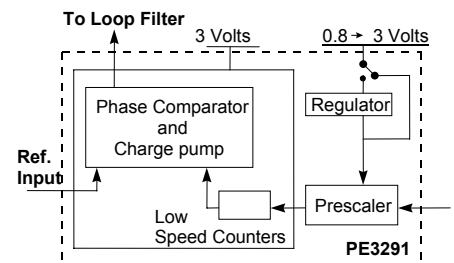 To Loop Filter
3 Volts
0.8→ 3 Volts
Phase Comparator
and
Charge pump
Regulator
Ref.
Input
Prescaler
Low
Speed Counters
PE3291